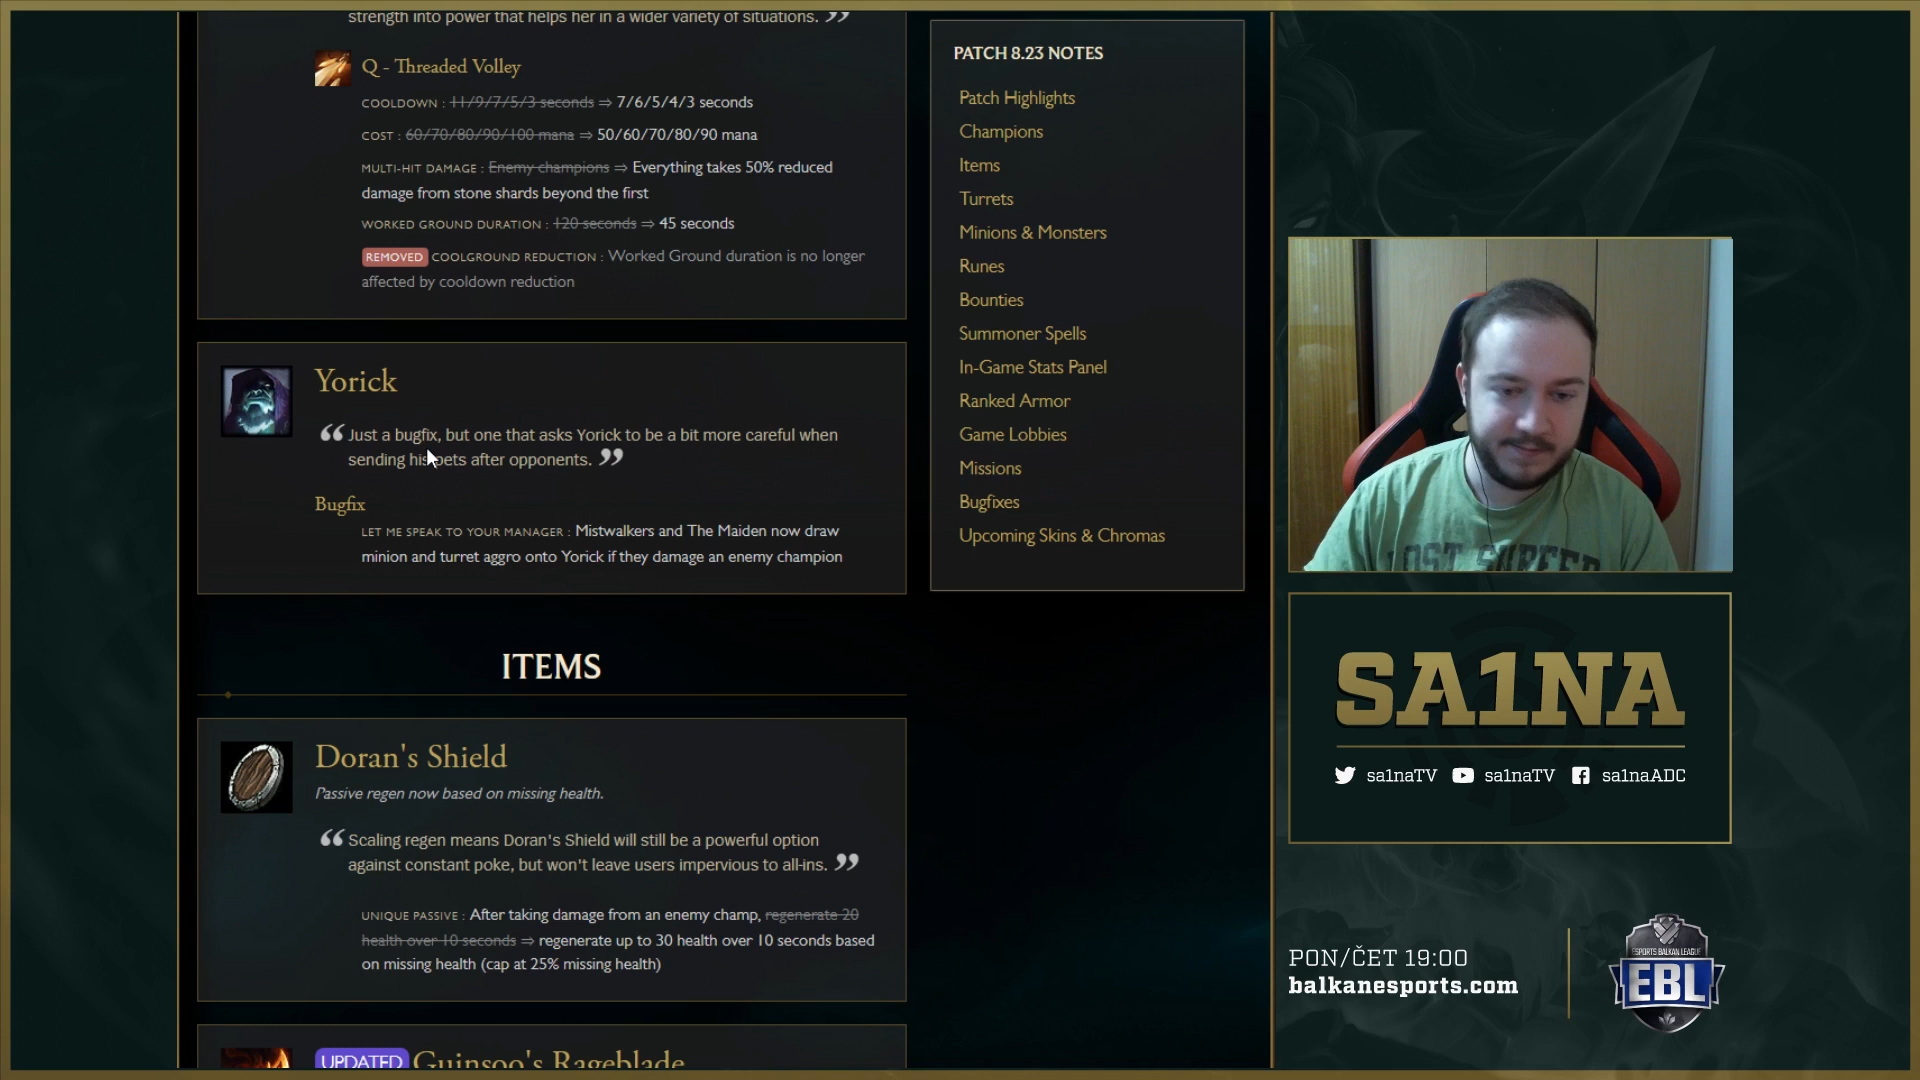 strength into power that helps her in a wider variety of situations. ”
Q - Threaded Volley
COOLDOWN : 11/9/7/5/3 seconds ⇒ 7/6/5/4/3 seconds
COST : 60/70/80/90/100 mana ⇒ 50/60/70/80/90 mana
MULTI-HIT DAMAGE : Enemy champions ⇒ Everything takes 50% reduced
damage from stone shards beyond the first
WORKED GROUND DURATION : 120 seconds ⇒ 45 seconds
REMOVED COOLGROUND REDUCTION : Worked Ground duration is no longer
affected by cooldown reduction
Yorick
“ Just a bugfix, but one that asks Yorick to be a bit more careful when
sending his pets after opponents. ”
Bugfix
LET ME SPEAK TO YOUR MANAGER : Mistwalkers and The Maiden now draw
minion and turret aggro onto Yorick if they damage an enemy champion
ITEMS
Doran's Shield
Passive regen now based on missing health.
“ Scaling regen means Doran's Shield will still be a powerful option
against constant poke, but won't leave users impervious to all-ins. ”
UNIQUE PASSIVE : After taking damage from an enemy champ, regenerate 20
health over 10 seconds ⇒ regenerate up to 30 health over 10 seconds based
on missing health (cap at 25% missing health)
UPDATED Guinsoo's Rageblade
PATCH 8.23 NOTES
Patch Highlights
Champions
Items
Turrets
Minions & Monsters
Runes
Bounties
Summoner Spells
In-Game Stats Panel
Ranked Armor
Game Lobbies
Missions
Bugfixes
Upcoming Skins & Chromas
LOST SURFER
SA1NA
sa1naTV sa1naTV sa1naADC
PON/ČET 19:00
balkanesports.com
ESPORTS BALKAN LEAGUE
EBL